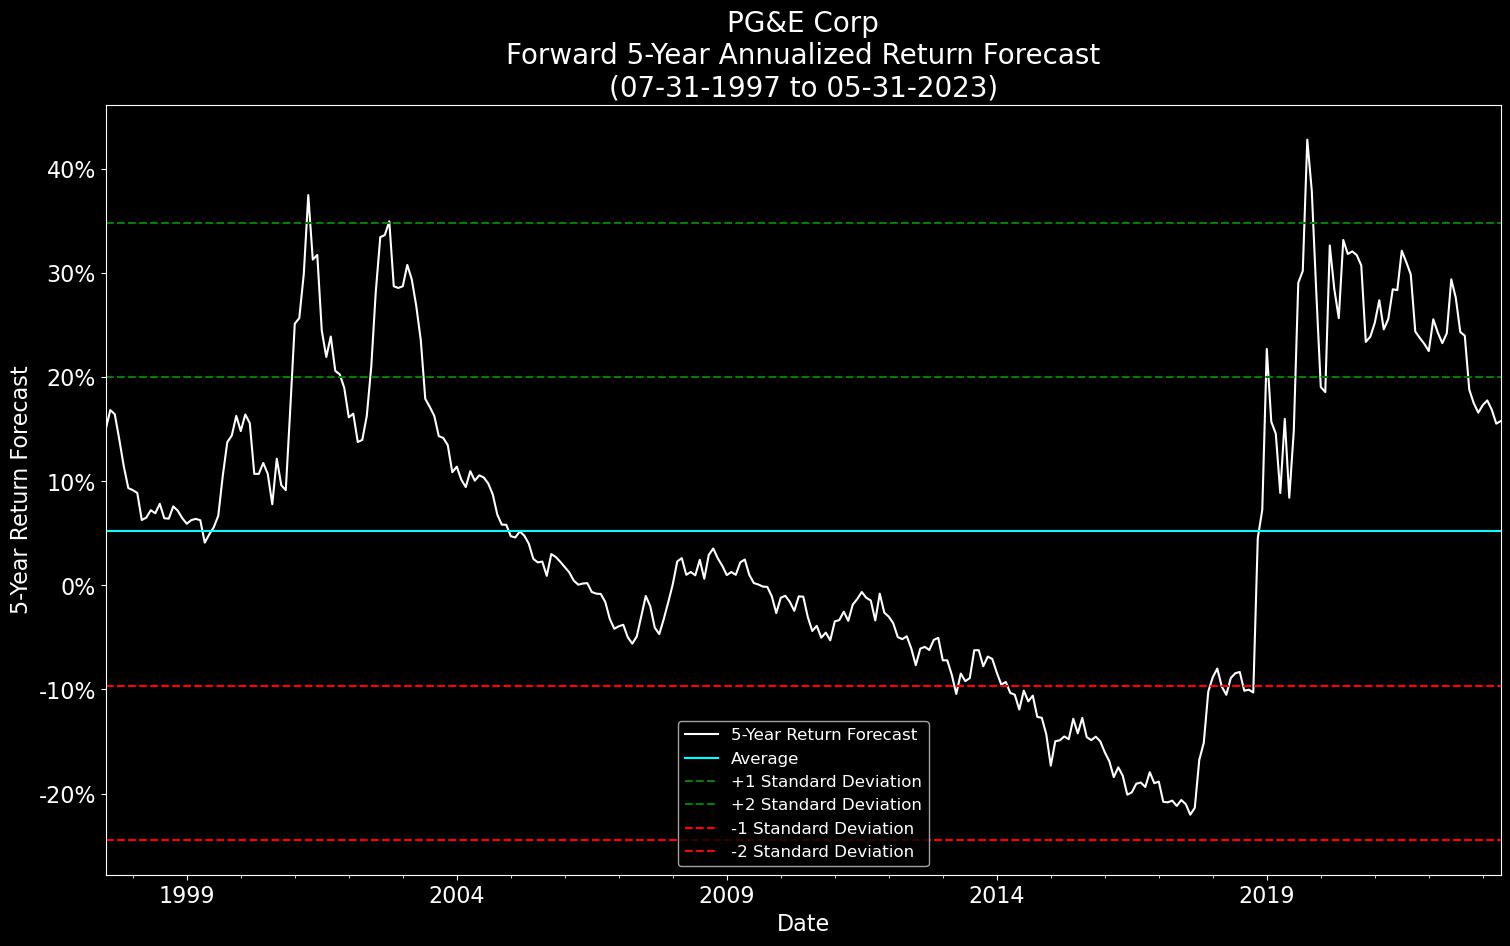 PG&E Corp
Forward 5-Year Annualized Return Forecast
(07-31-1997 to 05-31-2023)
5-Year Return Forecast
40%
30%
20%
10%
0%
-10%
-20%
5-Year Return Forecast
Average
+1 Standard Deviation
+2 Standard Deviation
-1 Standard Deviation
-2 Standard Deviation
1999 2004 2009 2014 2019
Date